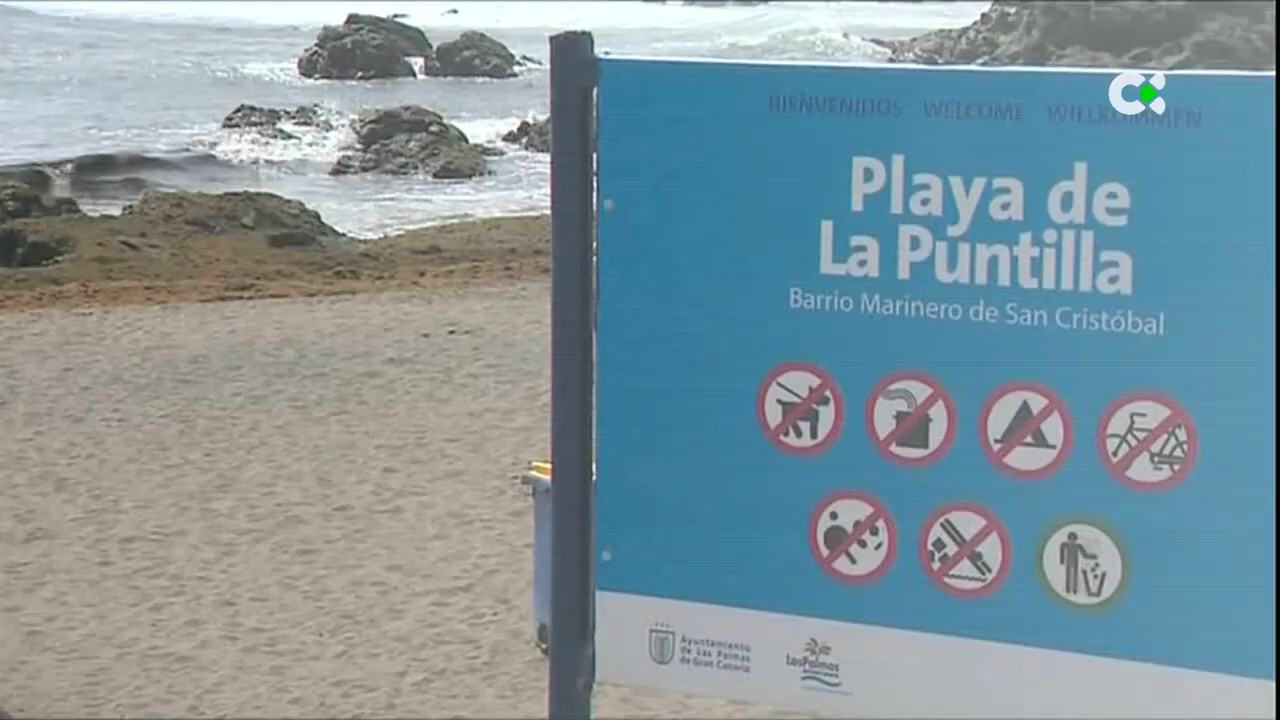 BIENVENIDOS WELCOME WILLKOMMEN
Playa de
La Puntilla
Barrio Marinero de San Cristóbal
Ayuntamiento
de Las Palmas
de Gran Canaria
LasPalmas